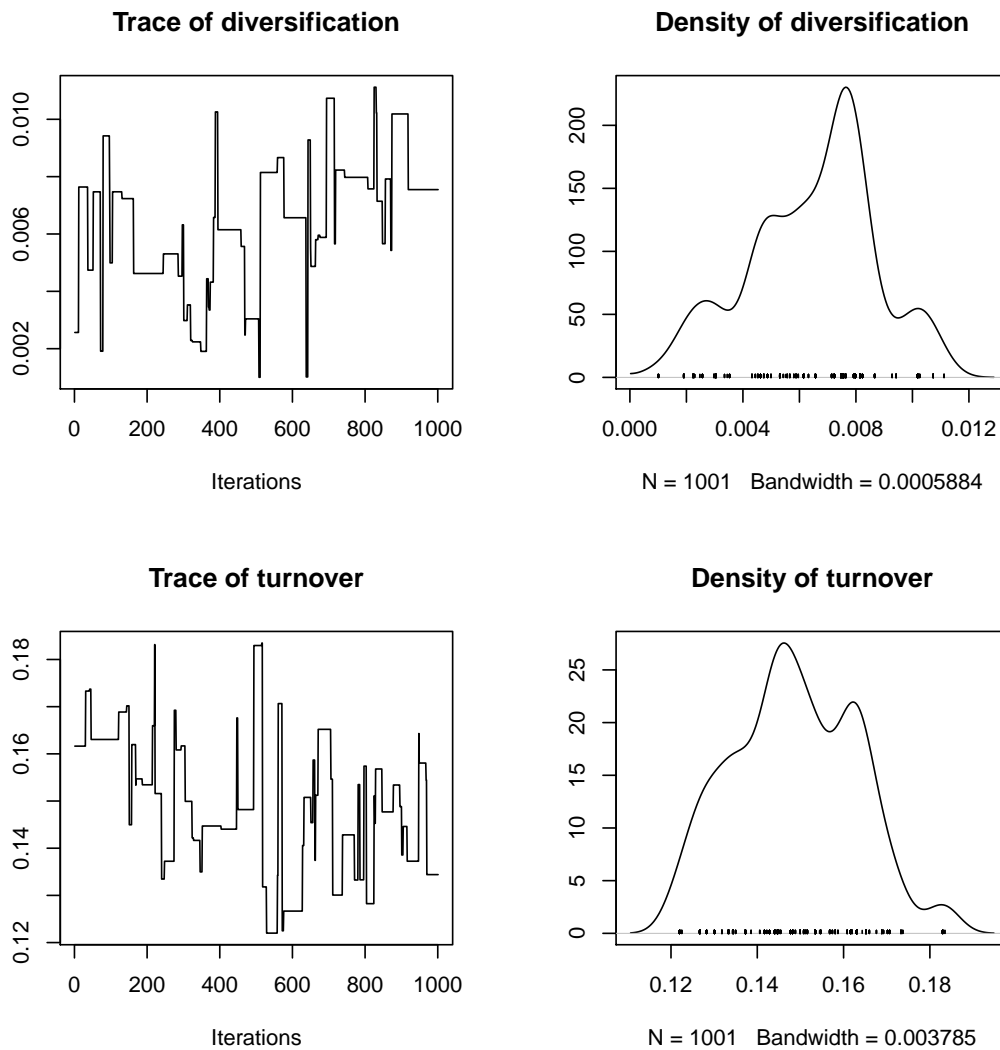 Trace of diversification
0.002 0.006 0.010
0 200 400 600 800 1000
Iterations
Density of diversification
0 50 100 150 200
0.000 0.004 0.008 0.012
N = 1001 Bandwidth = 0.0005884
Trace of turnover
0.12 0.14 0.16 0.18
0 200 400 600 800 1000
Iterations
Density of turnover
0 5 10 15 20 25
0.12 0.14 0.16 0.18
N = 1001 Bandwidth = 0.003785